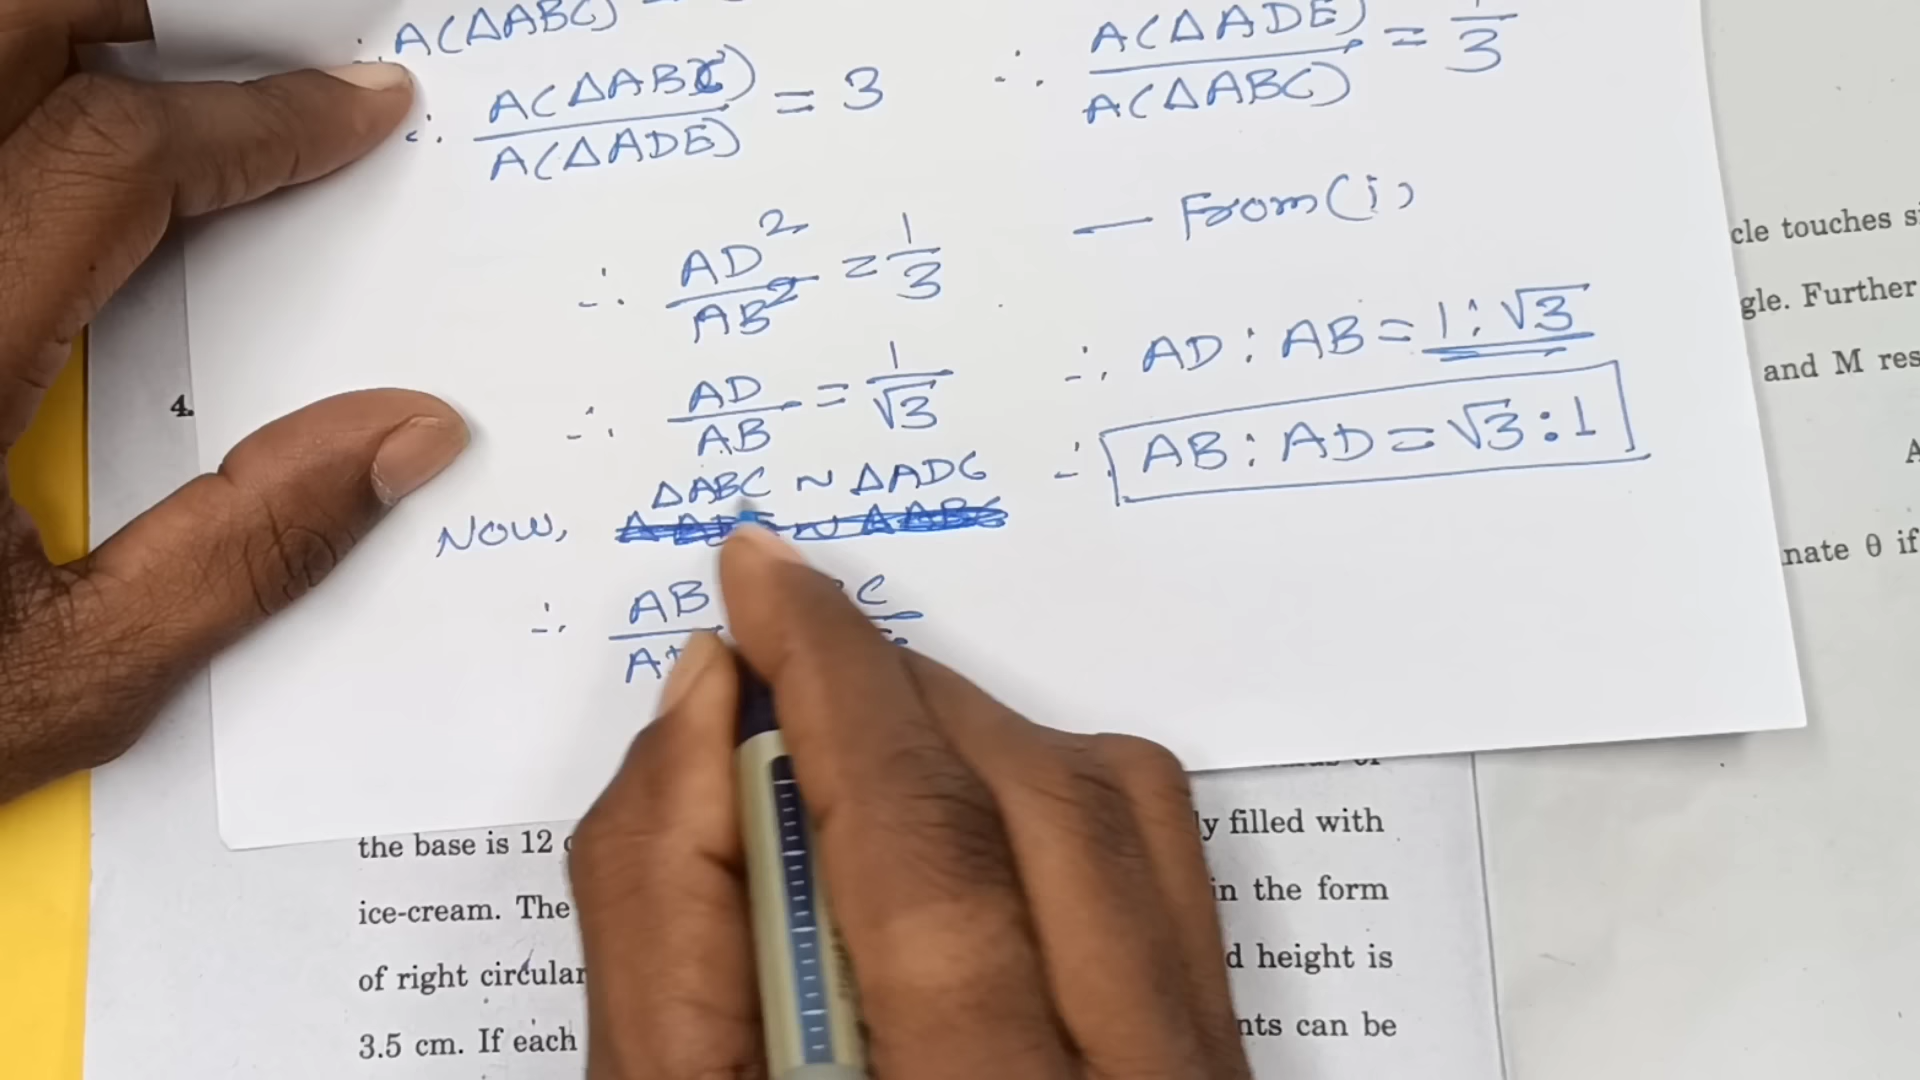 ∴ A(ΔABC)
∴ A(ΔABC) / A(ΔADE) = 3
∴ A(ΔADE) / A(ΔABC) = 1/3
∴ AD² / AB² = 1/3 — From (i)
∴ AD / AB = 1/√3
∴ AD : AB = 1 : √3
∴ AB : AD = √3 : 1
ΔABC ~ ΔADG
Now,
∴ AB
cle touches
gle. Further
and M
4.
nate θ if
the base is 12
ly filled with
ice-cream. The
in the form
of right circular
d height is
3.5 cm. If each
nts can be